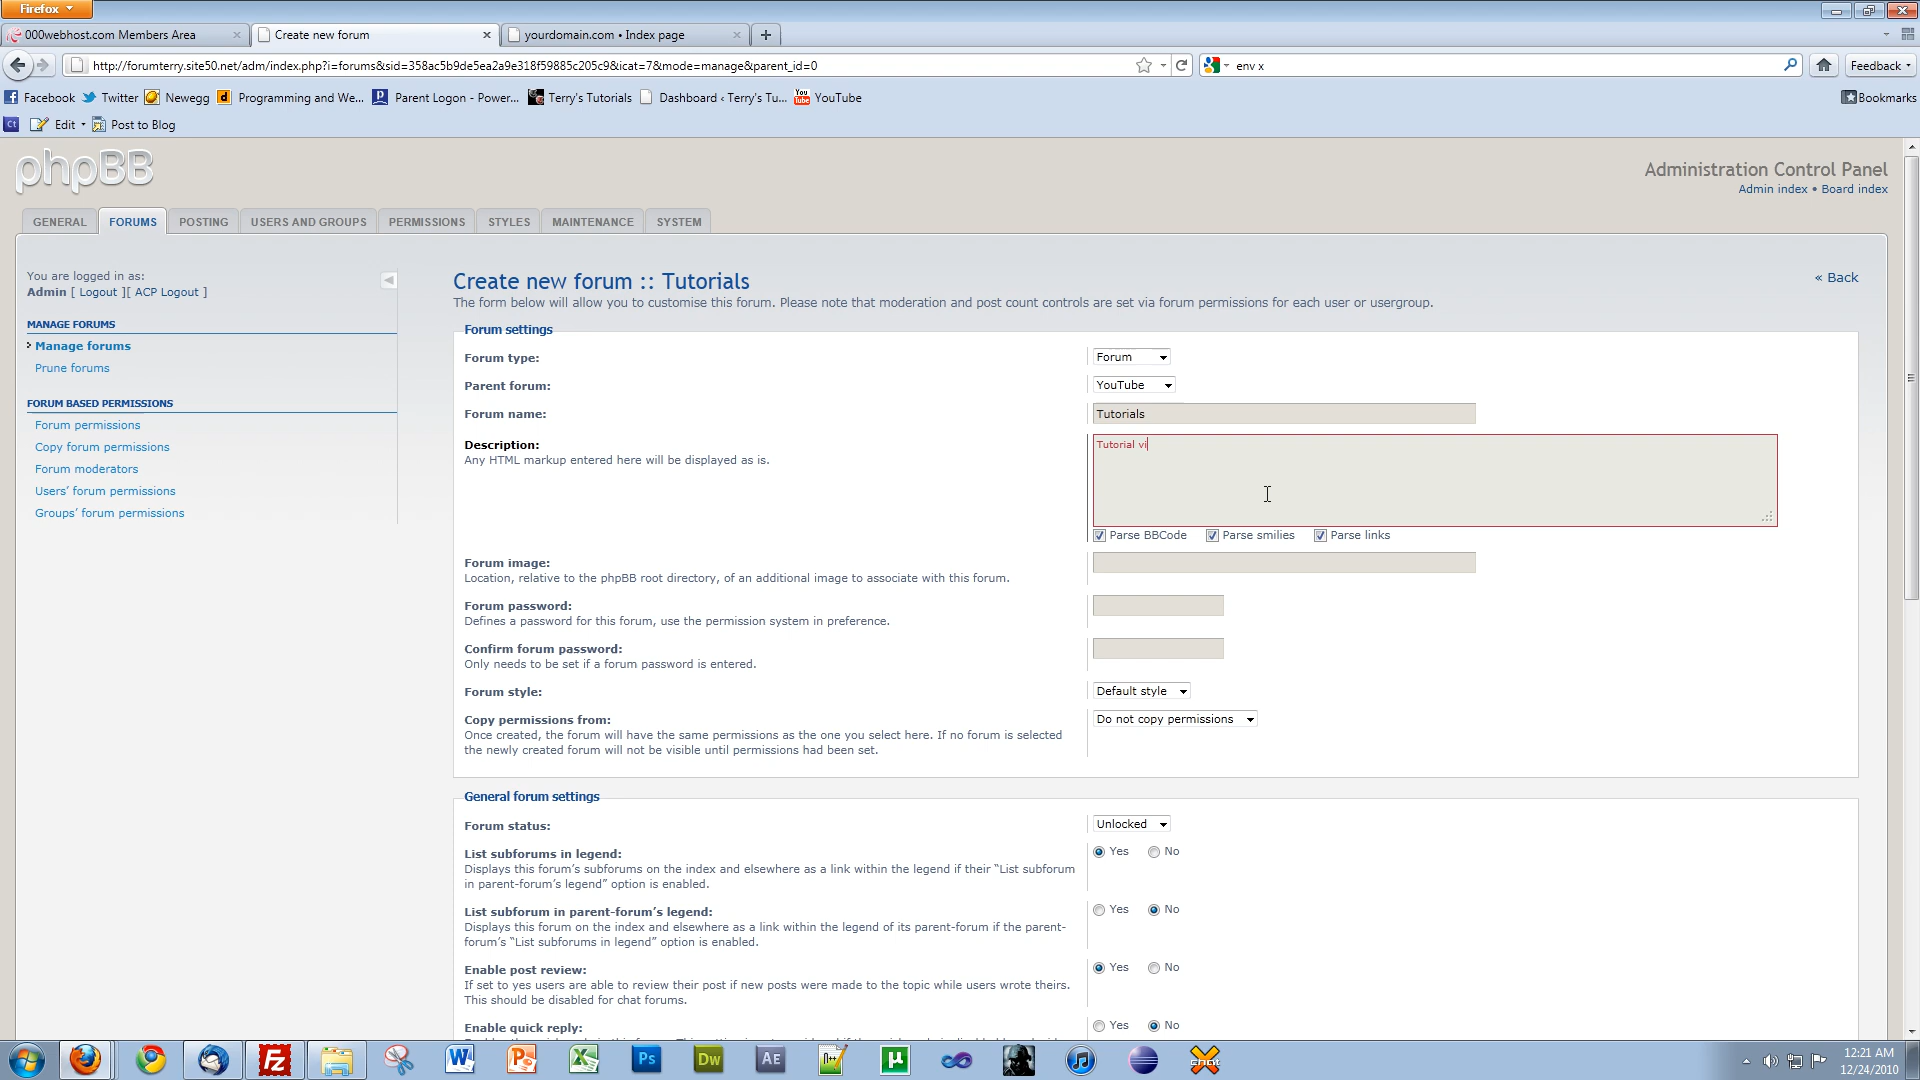 Firefox
000webhost.com Members Area
Create new forum
yourdomain.com • Index page
http://forumterry.site50.net/adm/index.php?i=forums&sid=358ac5b9de5ea2a9e318f59885c205c9&icat=7&mode=manage&parent_id=0
env x
Feedback
Facebook
Twitter
Newegg
Programming and We...
Parent Logon - Power...
Terry's Tutorials
Dashboard ‹ Terry's Tu...
YouTube
Bookmarks
Edit
Post to Blog
phpBB
Administration Control Panel
Admin index • Board index
GENERAL
FORUMS
POSTING
USERS AND GROUPS
PERMISSIONS
STYLES
MAINTENANCE
SYSTEM
You are logged in as:
Admin [ Logout ][ ACP Logout ]
MANAGE FORUMS
Manage forums
Prune forums
FORUM BASED PERMISSIONS
Forum permissions
Copy forum permissions
Forum moderators
Users’ forum permissions
Groups’ forum permissions
« Back
Create new forum :: Tutorials
The form below will allow you to customise this forum. Please note that moderation and post count controls are set via forum permissions for each user or usergroup.
Forum settings
Forum type:
Forum
Parent forum:
YouTube
Forum name:
Tutorials
Description:
Any HTML markup entered here will be displayed as is.
Tutorial vi
Parse BBCode
Parse smilies
Parse links
Forum image:
Location, relative to the phpBB root directory, of an additional image to associate with this forum.
Forum password:
Defines a password for this forum, use the permission system in preference.
Confirm forum password:
Only needs to be set if a forum password is entered.
Forum style:
Default style
Copy permissions from:
Do not copy permissions
Once created, the forum will have the same permissions as the one you select here. If no forum is selected
the newly created forum will not be visible until permissions had been set.
General forum settings
Forum status:
Unlocked
List subforums in legend:
Yes No
Displays this forum’s subforums on the index and elsewhere as a link within the legend if their “List subforum
in parent-forum’s legend” option is enabled.
List subforum in parent-forum’s legend:
Yes No
Displays this forum on the index and elsewhere as a link within the legend of its parent-forum if the parent-
forum’s “List subforums in legend” option is enabled.
Enable post review:
Yes No
If set to yes users are able to review their post if new posts were made to the topic while users wrote theirs.
This should be disabled for chat forums.
Enable quick reply:
Yes No
12:21 AM
12/24/2010